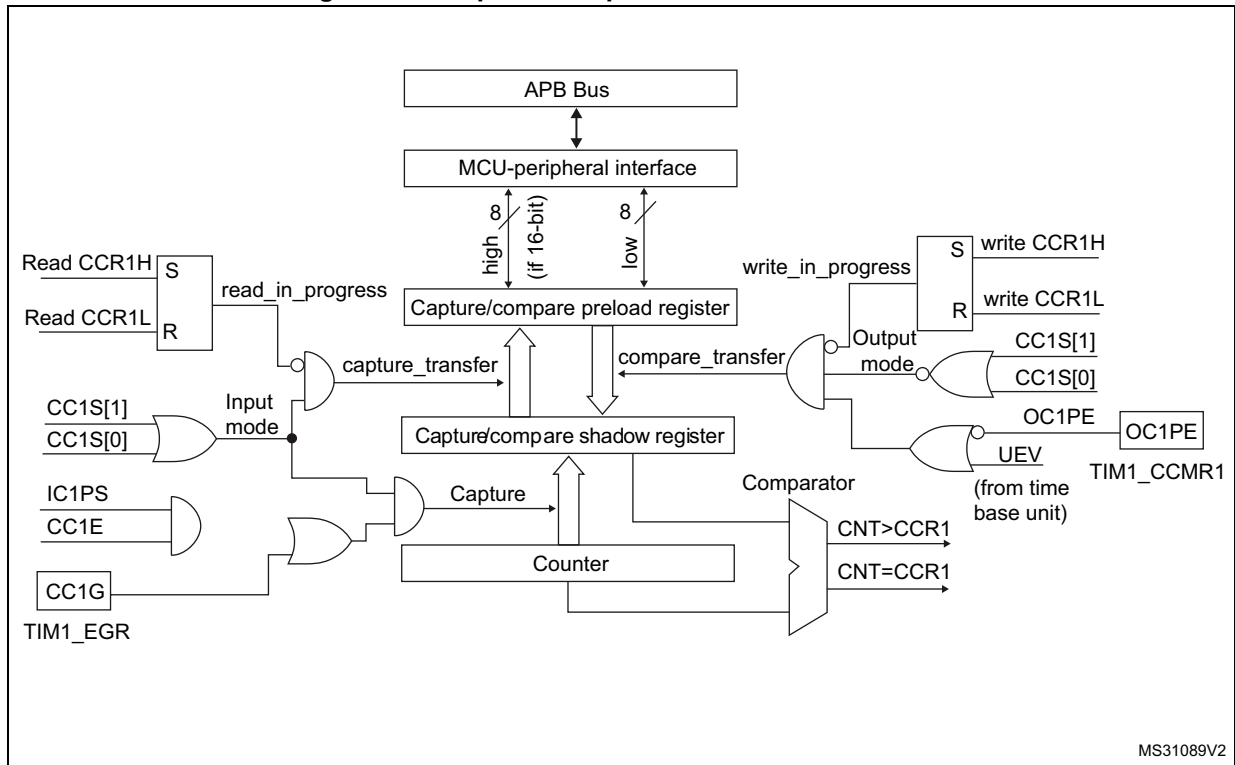 APB Bus
MCU-peripheral interface
8
high
(if 16-bit)
8
low
Read CCR1H
S
read_in_progress
Read CCR1L
R
write_in_progress
S
write CCR1H
R
write CCR1L
Capture/compare preload register
capture_transfer
compare_transfer
Output
mode
CC1S[1]
CC1S[0]
CC1S[1]
CC1S[0]
Input
mode
Capture/compare shadow register
OC1PE
OC1PE
UEV
TIM1_CCMR1
(from time
base unit)
IC1PS
CC1E
Capture
Comparator
CNT>CCR1
CNT=CCR1
Counter
CC1G
TIM1_EGR
MS31089V2